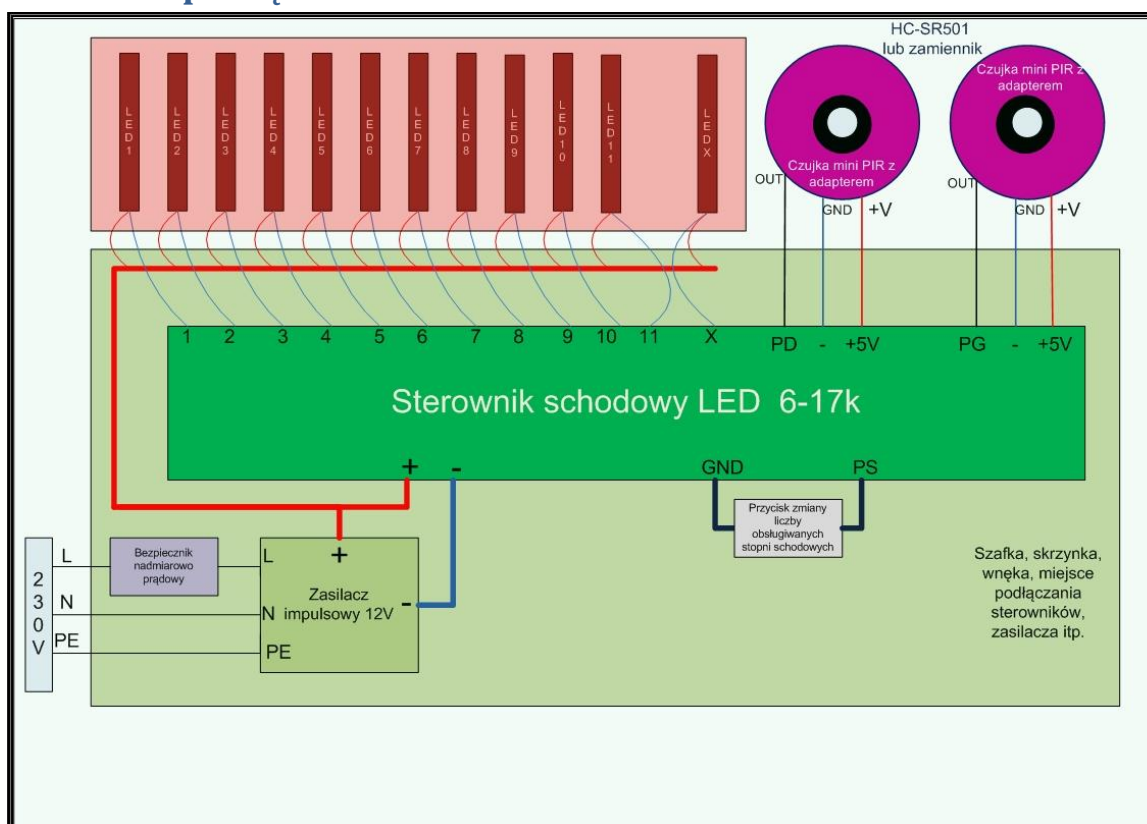 HC-SR501
lub zamiennik
LED1
LED2
LED3
LED4
LED5
LED6
LED7
LED8
LED9
LED10
LED11
LEDX
Czujka mini PIR z
adapterem
Czujka mini PIR z
adapterem
OUT
GND
+V
OUT
GND
+V
1 2 3 4 5 6 7 8 9 10 11 X
PD - +5V
PG - +5V
Sterownik schodowy LED 6-17k
+ -
GND
PS
Przycisk zmiany
liczby
obsługiwanych
stopni schodowych
230V
L
N
PE
Bezpiecznik
nadmiarowo
prądowy
L
N
PE
+
-
Zasilacz
impulsowy 12V
Szafka, skrzynka,
wnęka, miejsce
podłączania
sterowników,
zasilacza itp.